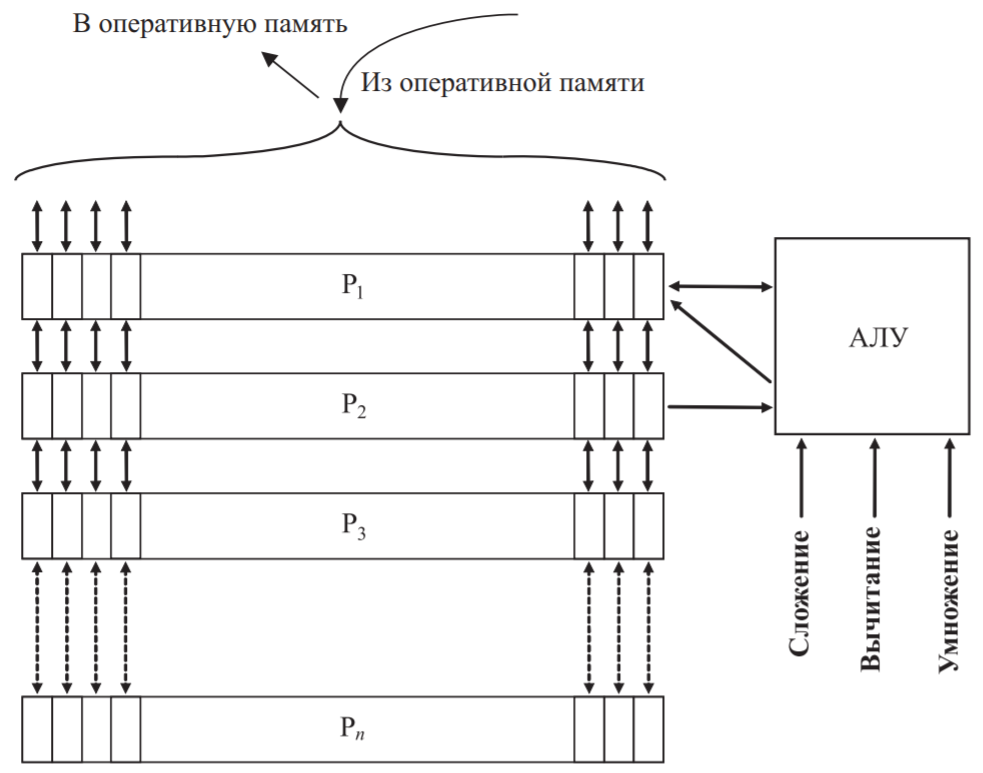 В оперативную память
Из оперативной памяти
P1
АЛУ
P2
P3
Сложение
Вычитание
Умножение
Pn